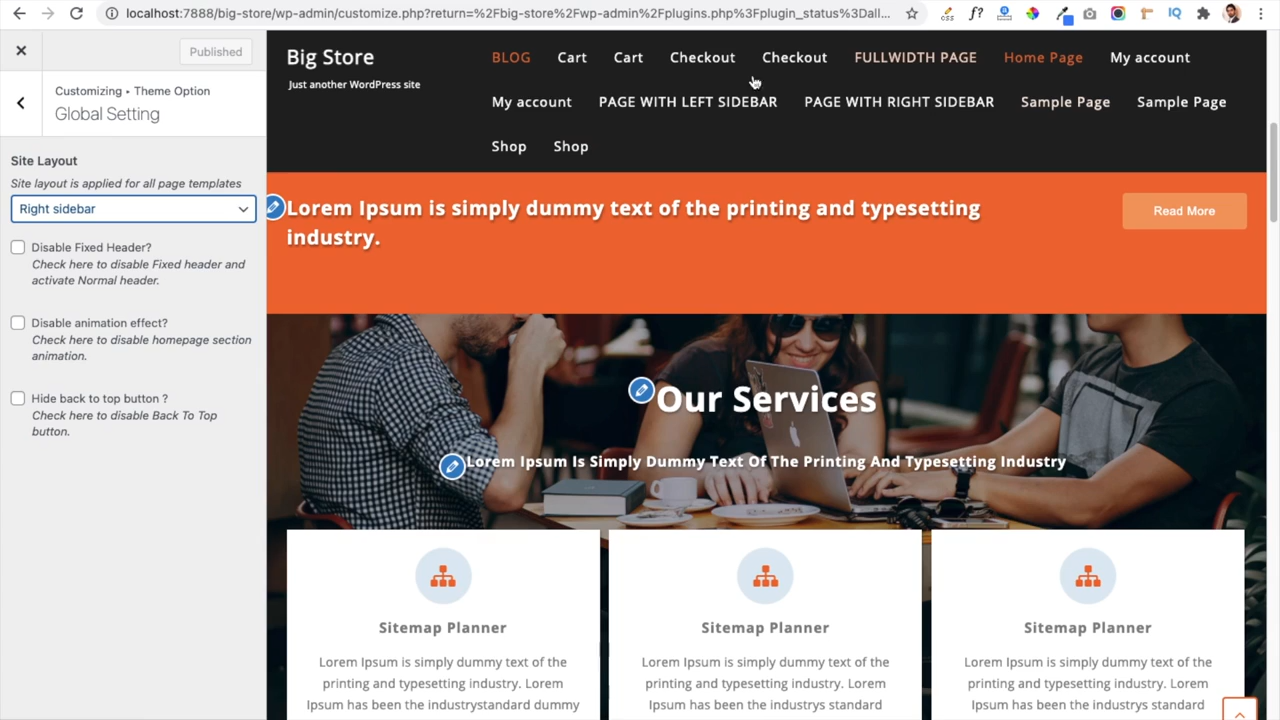 localhost:7888/big-store/wp-admin/customize.php?return=%2Fbig-store%2Fwp-admin%2Fplugins.php%3Fplugin_status%3Dall...
Published
Customizing • Theme Option
Global Setting
Site Layout
Site layout is applied for all page templates
Right sidebar
Disable Fixed Header?
Check here to disable Fixed header and
activate Normal header.
Disable animation effect?
Check here to disable homepage section
animation.
Hide back to top button ?
Check here to disable Back To Top
button.
Big Store
Just another WordPress site
BLOG Cart Cart Checkout Checkout FULLWIDTH PAGE Home Page My account
My account PAGE WITH LEFT SIDEBAR PAGE WITH RIGHT SIDEBAR Sample Page Sample Page
Shop Shop
Lorem Ipsum is simply dummy text of the printing and typesetting
industry.
Read More
Our Services
Lorem Ipsum Is Simply Dummy Text Of The Printing And Typesetting Industry
Sitemap Planner
Lorem Ipsum is simply dummy text of the
printing and typesetting industry. Lorem
Ipsum has been the industrystandard dummy
Sitemap Planner
Lorem Ipsum is simply dummy text of the
printing and typesetting industry. Lorem
Ipsum has been the industrys standard
Sitemap Planner
Lorem Ipsum is simply dummy text of the
printing and typesetting industry. Lorem
Ipsum has been the industrys standard